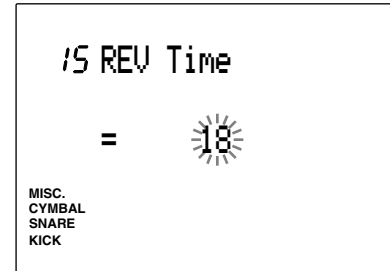 15 REV Time
= 18
MISC.
CYMBAL
SNARE
KICK